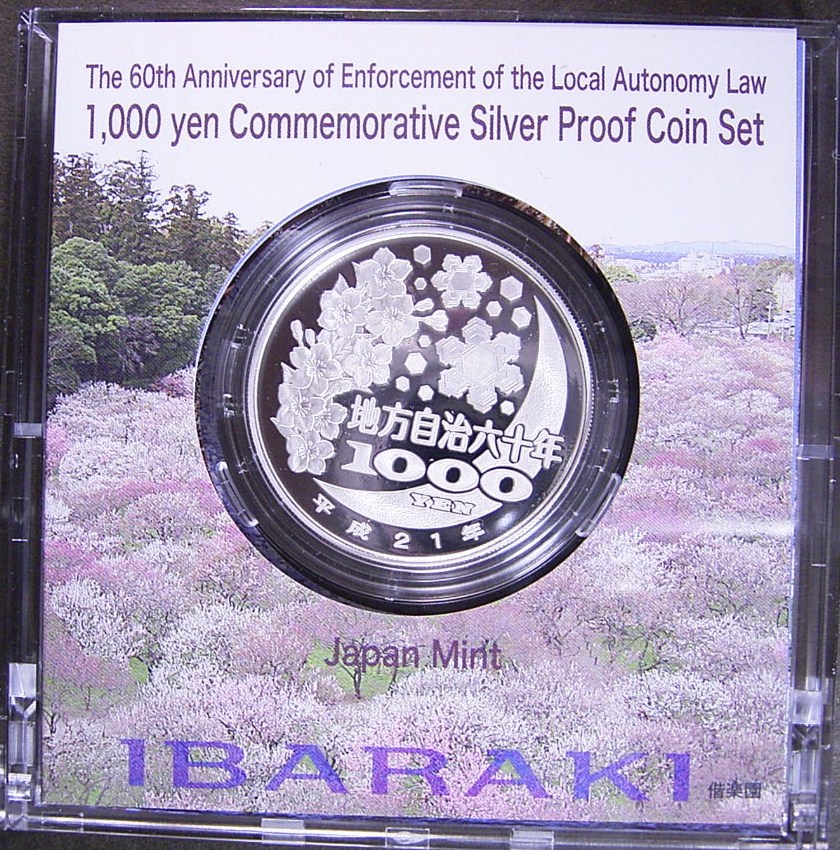 The 60th Anniversary of Enforcement of the Local Autonomy Law
1,000 yen Commemorative Silver Proof Coin Set
地方自治六十年
1000
YEN
平成21年
Japan Mint
IBARAKI
偕楽園